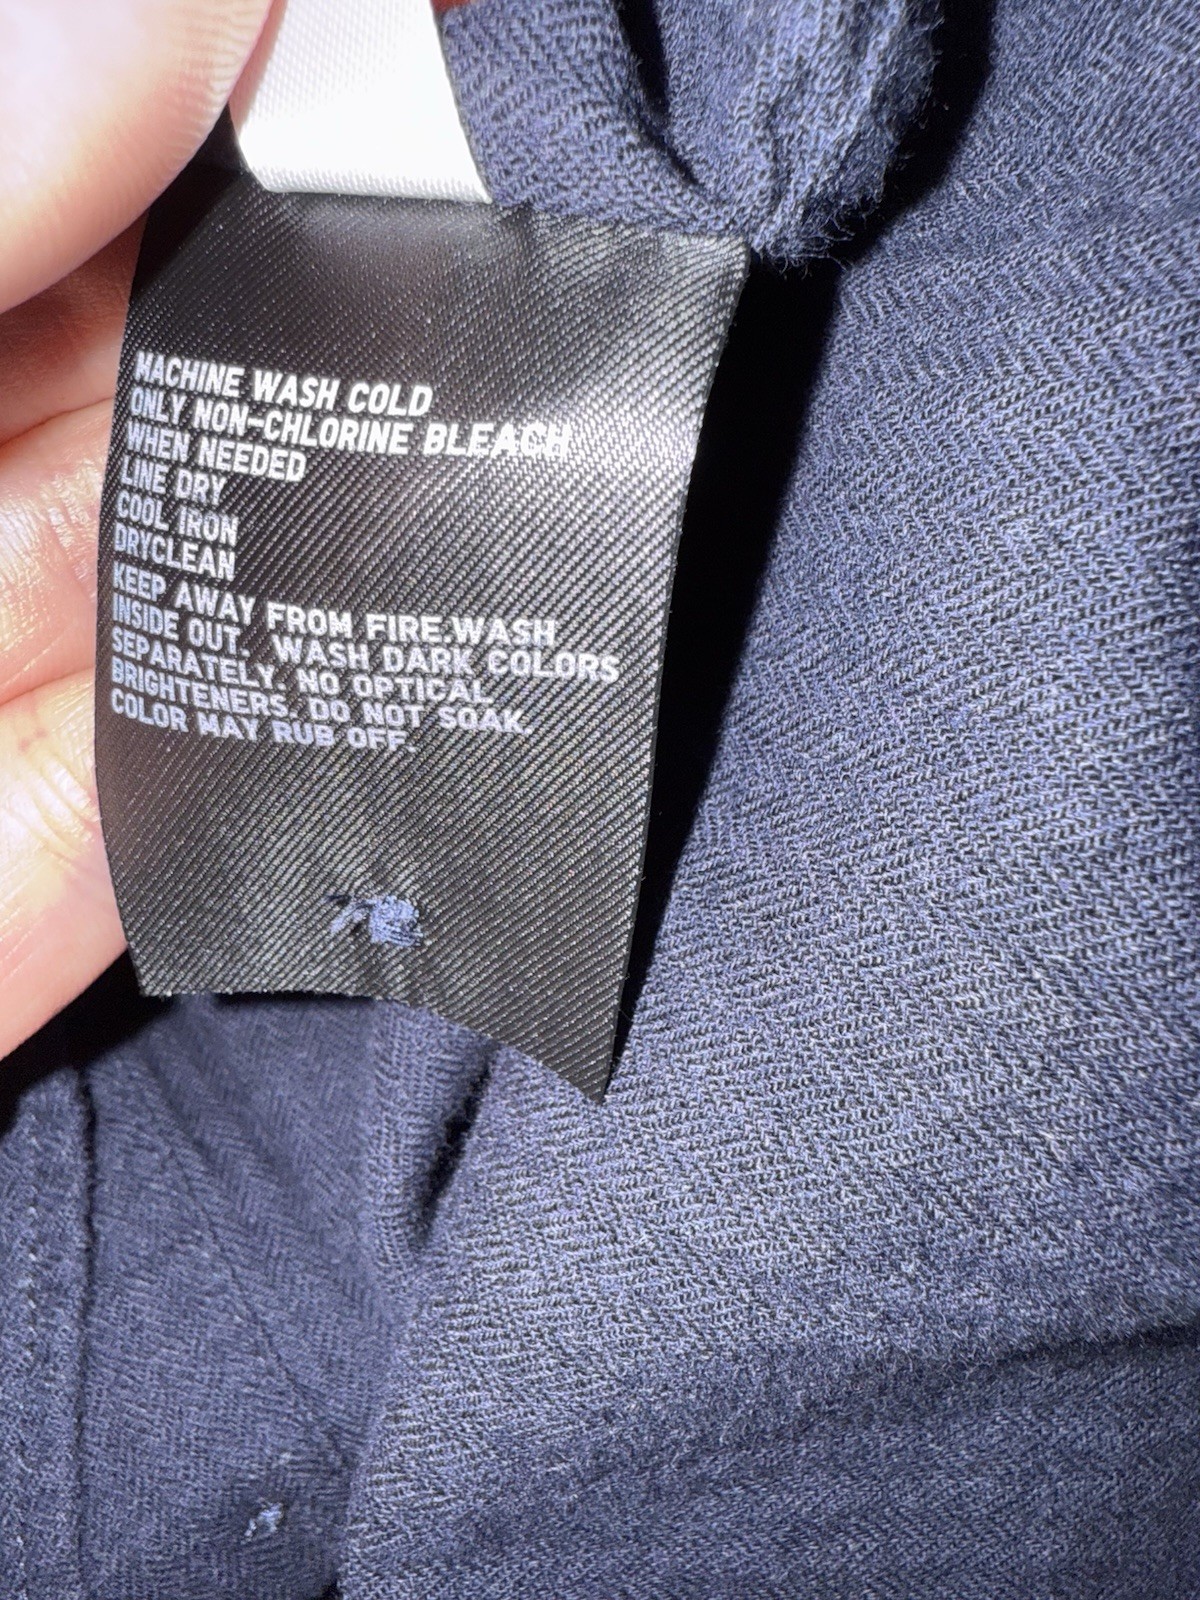 MACHINE WASH COLD
ONLY NON-CHLORINE BLEACH
WHEN NEEDED
LINE DRY
COOL IRON
DRYCLEAN
KEEP AWAY FROM FIRE.WASH
INSIDE OUT. WASH DARK COLORS
SEPARATELY. NO OPTICAL
BRIGHTENERS. DO NOT SOAK.
COLOR MAY RUB OFF.